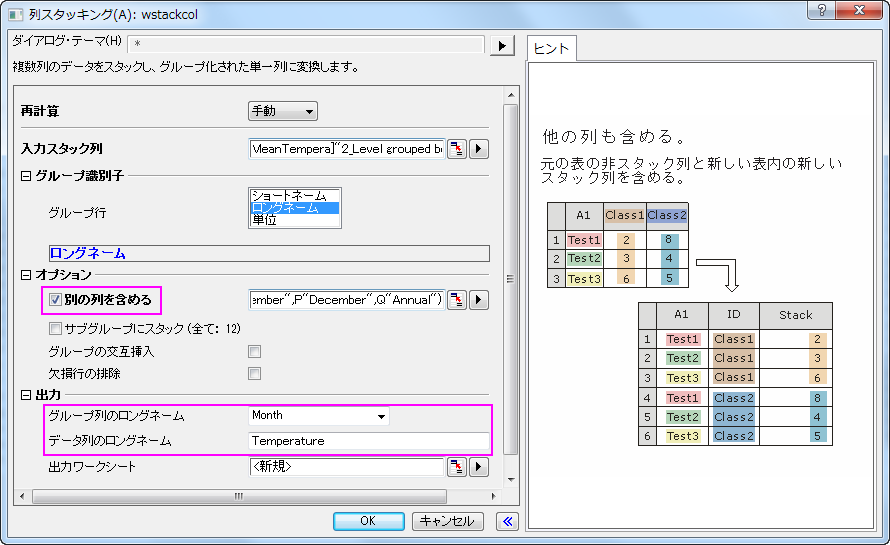 列スタッキング(A): wstackcol
ダイアログ・テーマ(H) *
複数列のデータをスタックし、グループ化された単一列に変換します。
再計算 手動
入力スタック列 MeanTempera]"2_Level grouped b
グループ識別子
グループ行
ショートネーム
ロングネーム
単位
ロングネーム
オプション
別の列を含める ember",P"December",Q"Annual")
サブグループにスタック (全て: 12)
グループの交互挿入
欠損行の排除
出力
グループ列のロングネーム Month
データ列のロングネーム Temperature
出力ワークシート <新規>
OK キャンセル
ヒント
他の列も含める。
元の表の非スタック列と新しい表内の新しい
スタック列を含める。
A1 Class1 Class2
1 Test1 2 8
2 Test2 3 4
3 Test3 6 5
A1 ID Stack
1 Test1 Class1 2
2 Test2 Class1 3
3 Test3 Class1 6
4 Test1 Class2 8
5 Test2 Class2 4
6 Test3 Class2 5